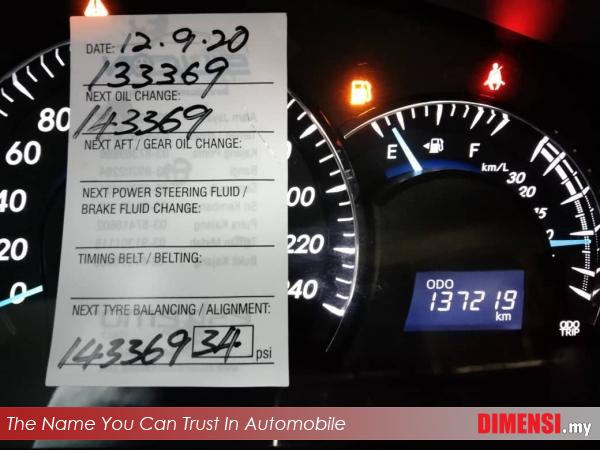 DATE: 12.9.20
133369
NEXT OIL CHANGE:
143369
NEXT AFT / GEAR OIL CHANGE:
NEXT POWER STEERING FLUID /
BRAKE FLUID CHANGE:
TIMING BELT / BELTING:
NEXT TYRE BALANCING / ALIGNMENT:
143369 34. psi
80
60
40
20
0
220
240
E F
km/L
30
20
15
ODO
137219
km
ODO
TRIP
The Name You Can Trust In Automobile
DIMENSI.my